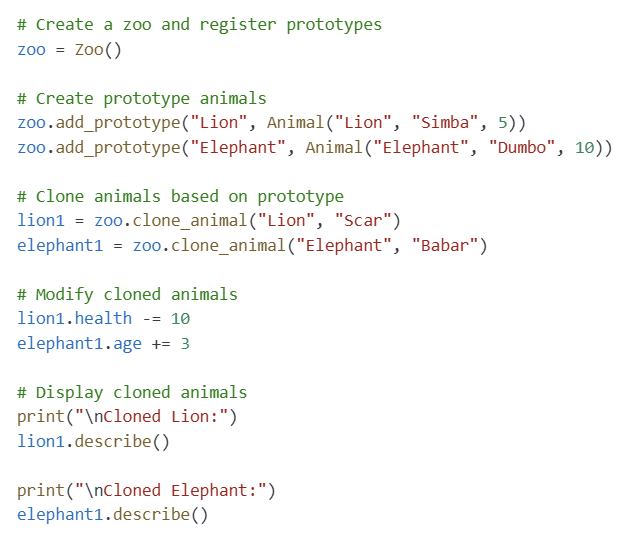 # Create a zoo and register prototypes
zoo = Zoo()
# Create prototype animals
zoo.add_prototype("Lion", Animal("Lion", "Simba", 5))
zoo.add_prototype("Elephant", Animal("Elephant", "Dumbo", 10))
# Clone animals based on prototype
lion1 = zoo.clone_animal("Lion", "Scar")
elephant1 = zoo.clone_animal("Elephant", "Babar")
# Modify cloned animals
lion1.health -= 10
elephant1.age += 3
# Display cloned animals
print("\nCloned Lion:")
lion1.describe()
print("\nCloned Elephant:")
elephant1.describe()